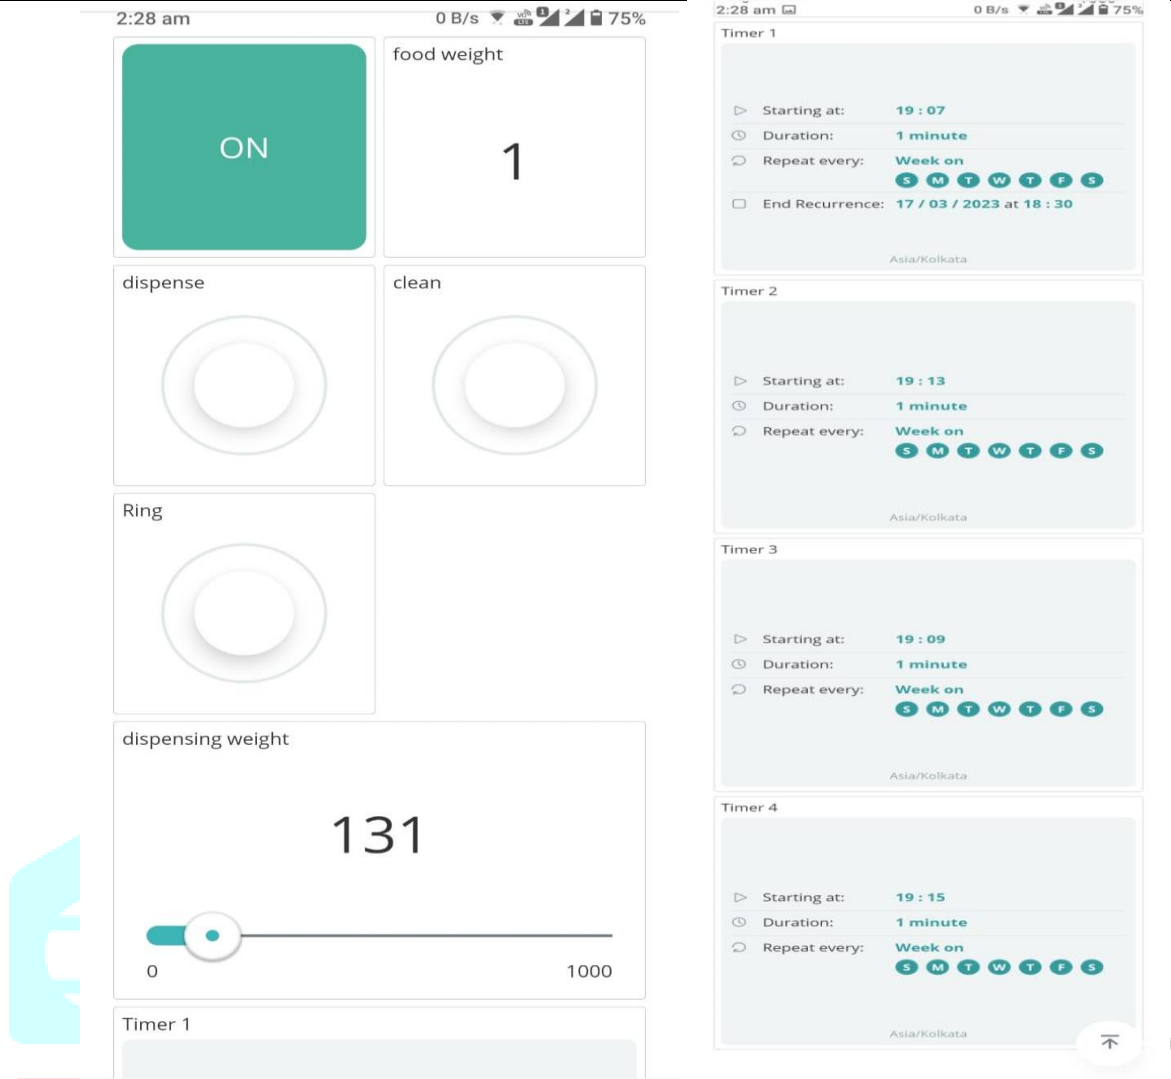 2:28 am
0 B/s 75%
ON
food weight
1
dispense
clean
Ring
dispensing weight
131
0
1000
Timer 1
2:28 am
0 B/s 75%
Timer 1
Starting at: 19 : 07
Duration: 1 minute
Repeat every: Week on
S M T W T F S
End Recurrence: 17 / 03 / 2023 at 18 : 30
Asia/Kolkata
Timer 2
Starting at: 19 : 13
Duration: 1 minute
Repeat every: Week on
S M T W T F S
Asia/Kolkata
Timer 3
Starting at: 19 : 09
Duration: 1 minute
Repeat every: Week on
S M T W T F S
Asia/Kolkata
Timer 4
Starting at: 19 : 15
Duration: 1 minute
Repeat every: Week on
S M T W T F S
Asia/Kolkata